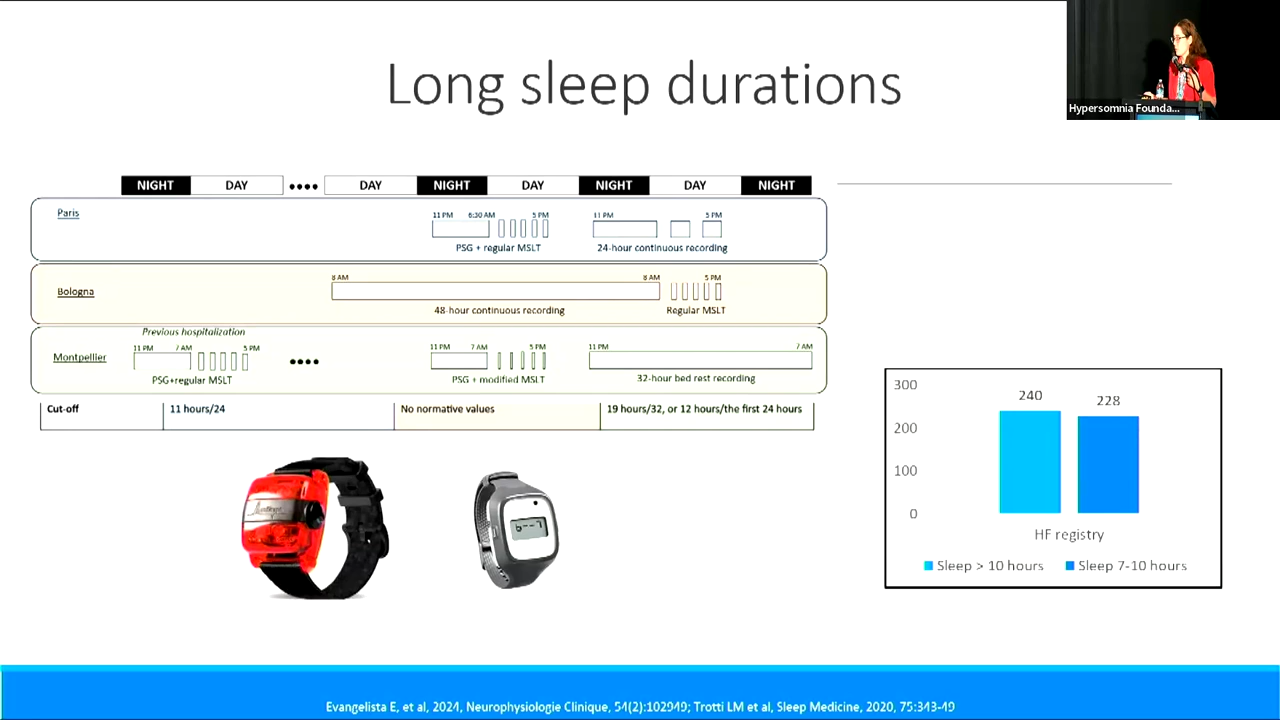 Long sleep durations
Hypersomnia Founda...
NIGHT DAY •••• DAY NIGHT DAY NIGHT DAY NIGHT
Paris
11 PM 6:30 AM 5 PM 11 PM 5 PM
PSG + regular MSLT 24-hour continuous recording
Bologna
8 AM 8 AM 5 PM
48-hour continuous recording Regular MSLT
Previous hospitalization
Montpellier
11 PM 7 AM 5 PM •••• 11 PM 7 AM 5 PM 11 PM 7 AM
PSG+regular MSLT PSG + modified MSLT 32-hour bed rest recording
Cut-off 11 hours/24 No normative values 19 hours/32, or 12 hours/the first 24 hours
300
200
100
0
240
228
HF registry
Sleep > 10 hours Sleep 7-10 hours
Evangelista E, et al, 2024, Neurophysiologie Clinique, 54(2):102949; Trotti LM et al, Sleep Medicine, 2020, 75:343-49